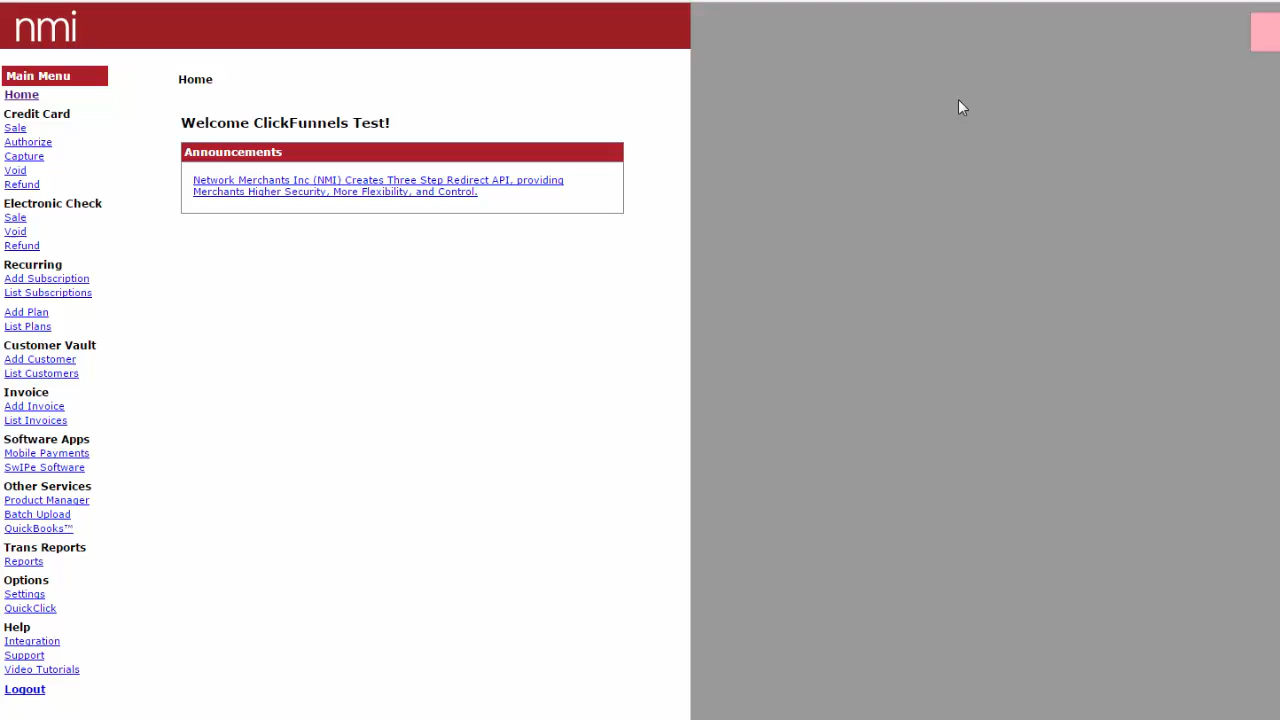 nmi
Main Menu
Home
Credit Card
Sale
Authorize
Capture
Void
Refund
Electronic Check
Sale
Void
Refund
Recurring
Add Subscription
List Subscriptions
Add Plan
List Plans
Customer Vault
Add Customer
List Customers
Invoice
Add Invoice
List Invoices
Software Apps
Mobile Payments
SwIPe Software
Other Services
Product Manager
Batch Upload
QuickBooks™
Trans Reports
Reports
Options
Settings
QuickClick
Help
Integration
Support
Video Tutorials
Logout
Home
Welcome ClickFunnels Test!
Announcements
Network Merchants Inc (NMI) Creates Three Step Redirect API, providing
Merchants Higher Security, More Flexibility, and Control.